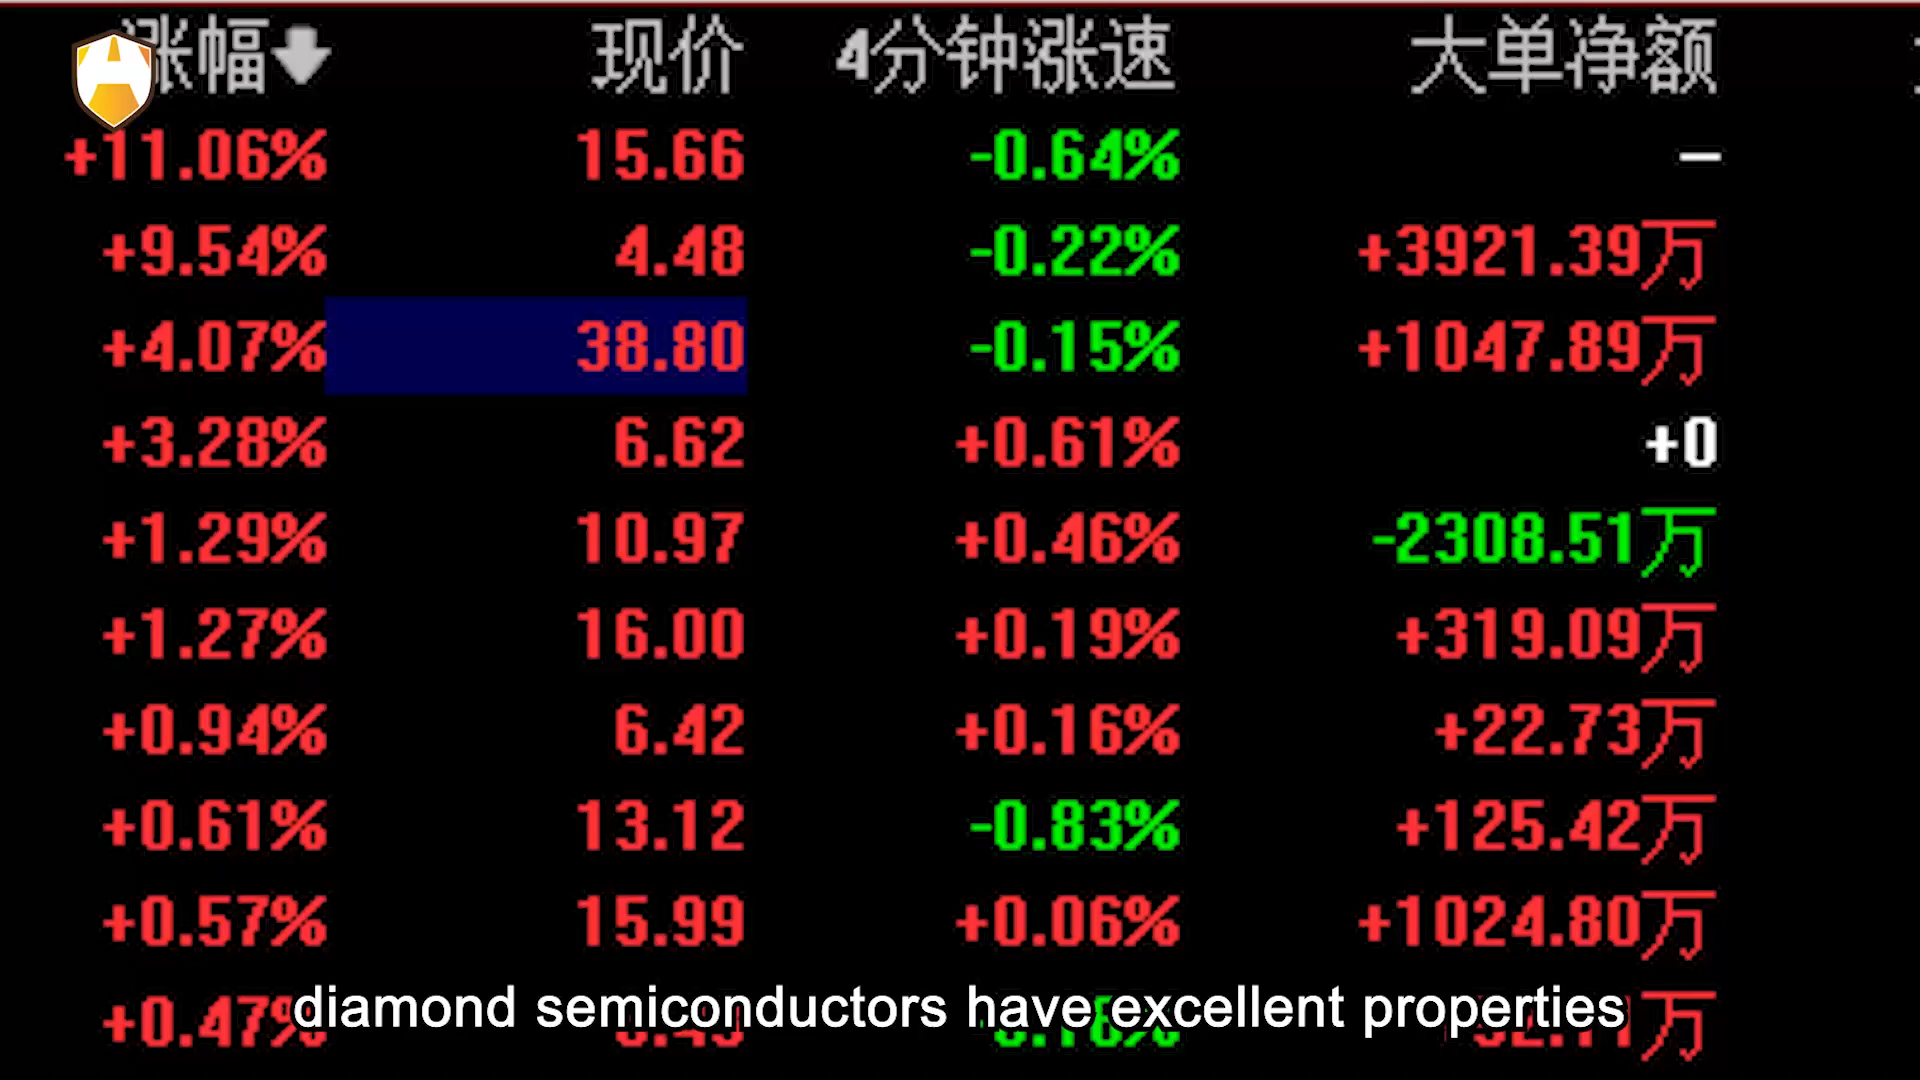 涨幅 现价 4分钟涨速 大单净额
+11.06% 15.66 -0.64% —
+9.54% 4.48 -0.22% +3921.39万
+4.07% 38.80 -0.15% +1047.89万
+3.28% 6.62 +0.61% +0
+1.29% 10.97 +0.46% -2308.51万
+1.27% 16.00 +0.19% +319.09万
+0.94% 6.42 +0.16% +22.73万
+0.61% 13.12 -0.83% +125.42万
+0.57% 15.99 +0.06% +1024.80万
+0.47% 万
diamond semiconductors have excellent properties